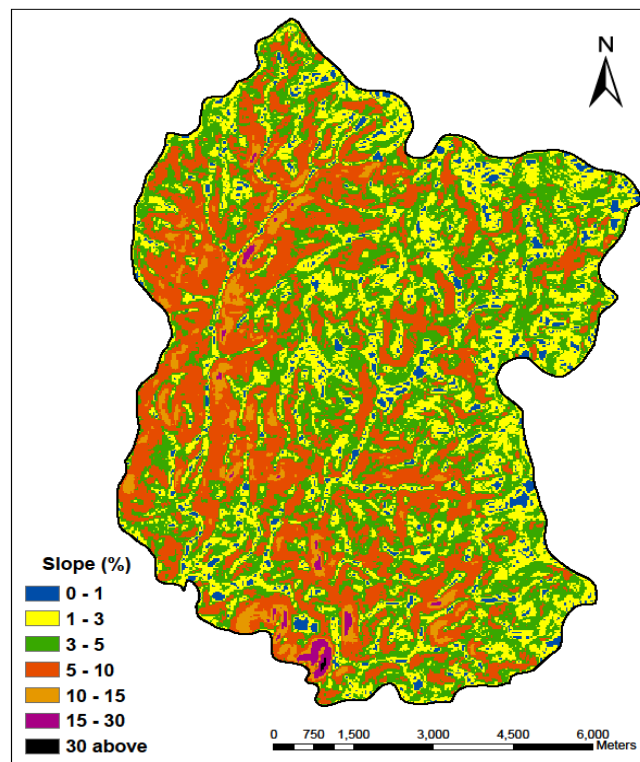 N
Slope (%)
0 - 1
1 - 3
3 - 5
5 - 10
10 - 15
15 - 30
30 above
0 750 1,500 3,000 4,500 6,000
Meters